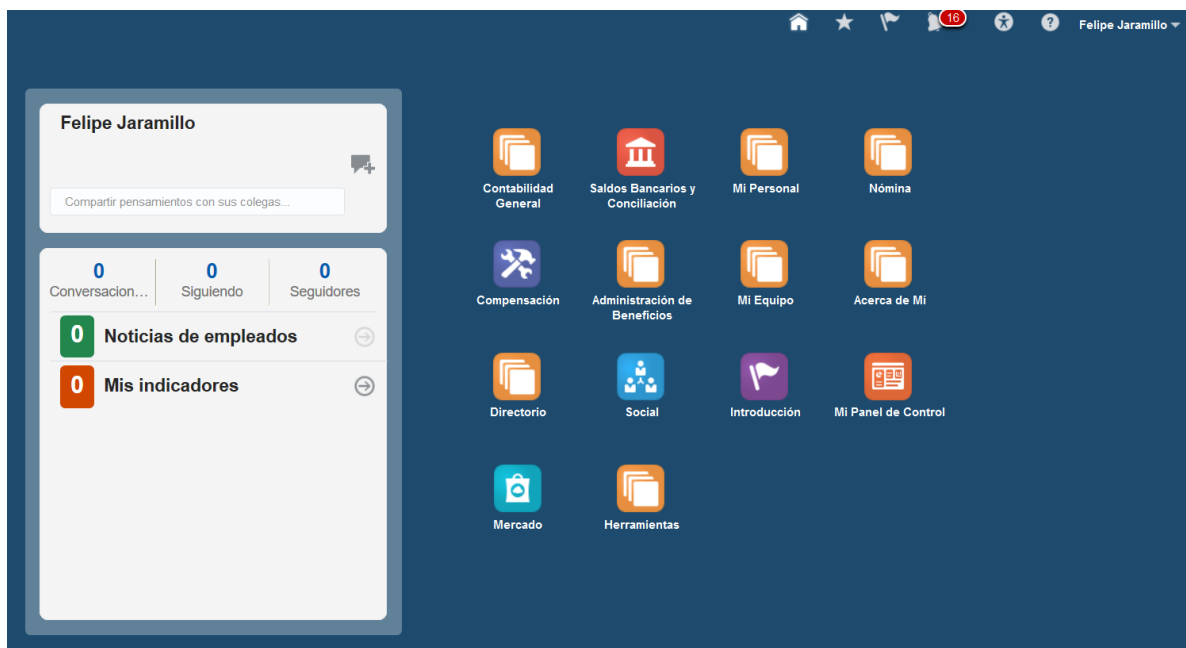 16
Felipe Jaramillo
Felipe Jaramillo
Compartir pensamientos con sus colegas...
0 0 0
Conversacion... Siguiendo Seguidores
0 Noticias de empleados
0 Mis indicadores
Contabilidad General
Saldos Bancarios y Conciliación
Mi Personal
Nómina
Compensación
Administración de Beneficios
Mi Equipo
Acerca de Mí
Directorio
Social
Introducción
Mi Panel de Control
Mercado
Herramientas